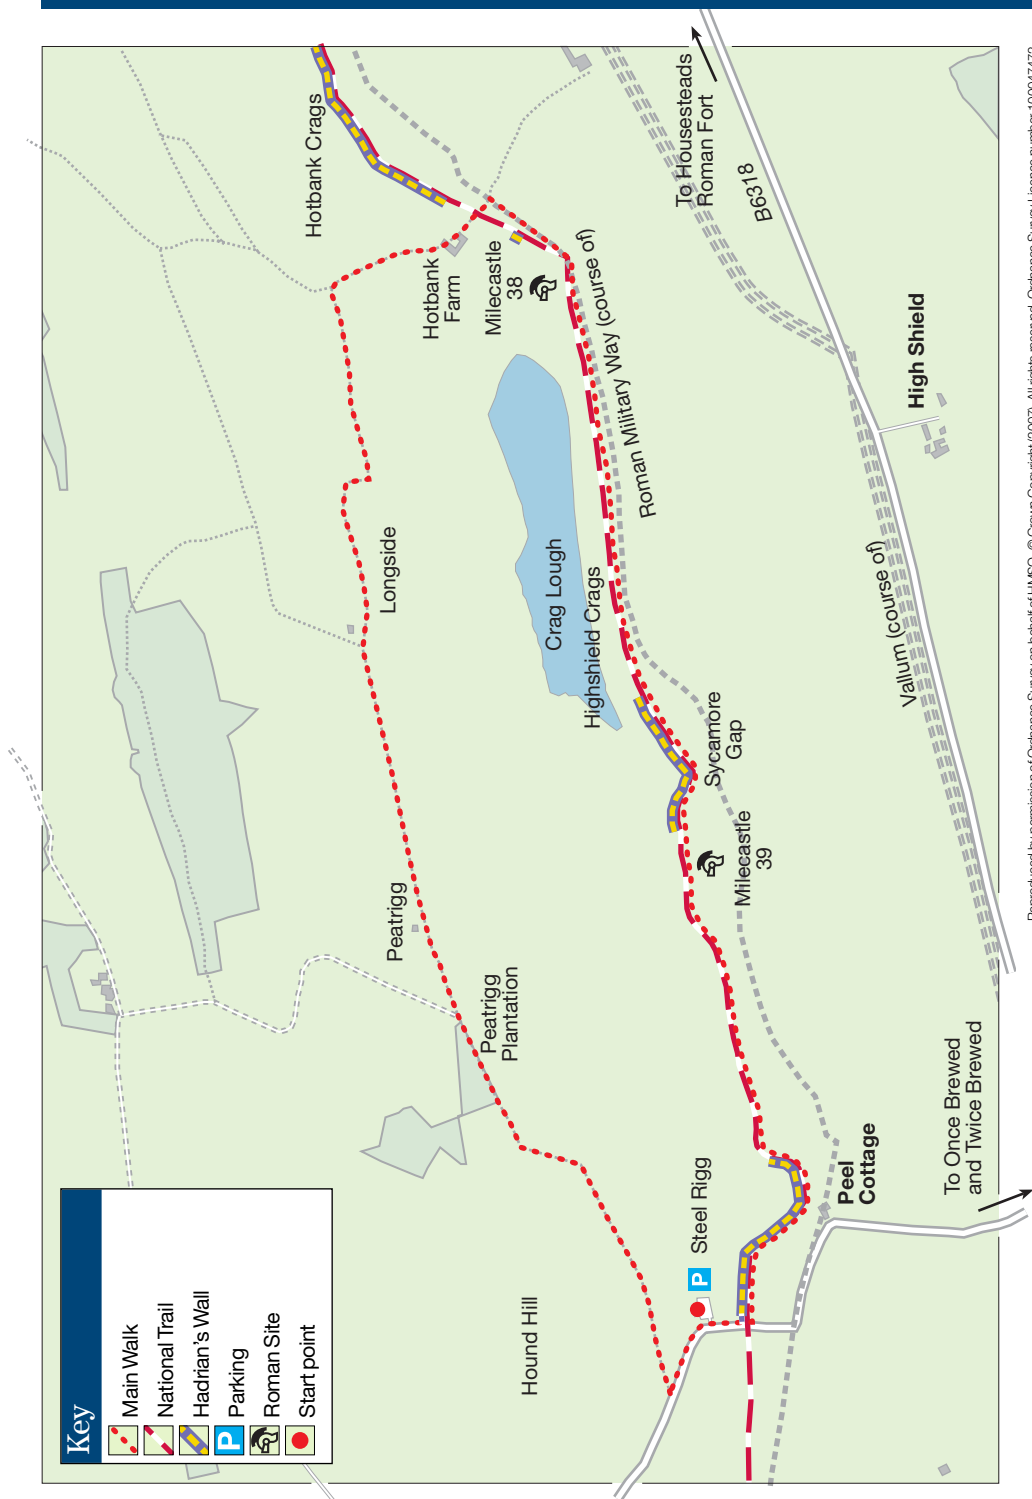 Key
Main Walk
National Trail
Hadrian's Wall
Parking
P
Roman Site
Start point
Hotbank Crags
Hotbank
Farm
Milecastle
38
To Housesteads
Roman Fort
B6318
Roman Military Way (course of)
High Shield
Longside
Crag Lough
Highshield Crags
Sycamore
Gap
Vallum (course of)
Milecastle
39
Peatrigg
Peatrigg
Plantation
Hound Hill
P
Steel Rigg
Peel
Cottage
To Once Brewed
and Twice Brewed